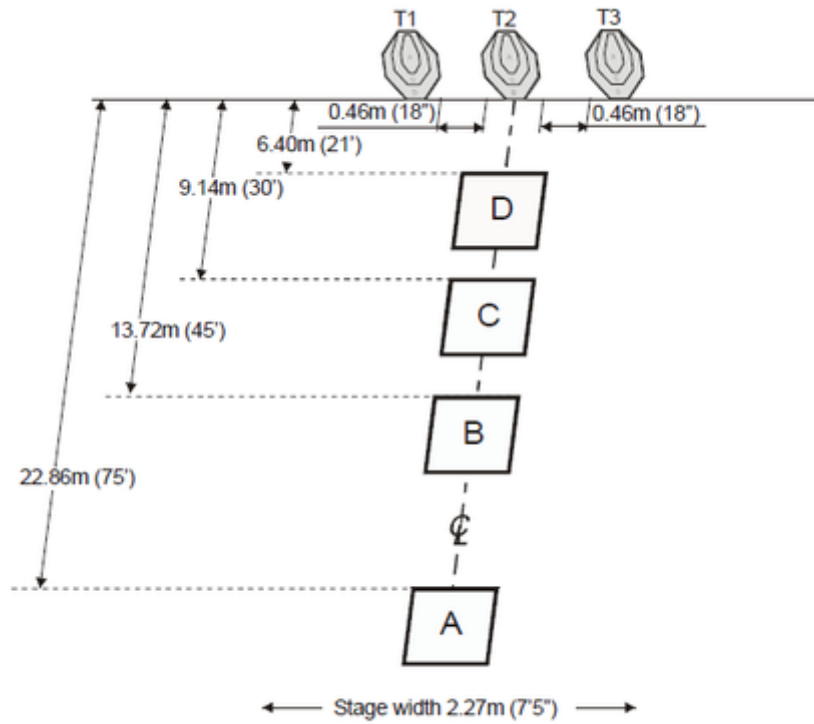 T1 T2 T3
0.46m (18") 0.46m (18")
6.40m (21')
9.14m (30')
D
C
13.72m (45')
B
22.86m (75')
℄
A
Stage width 2.27m (7'5")